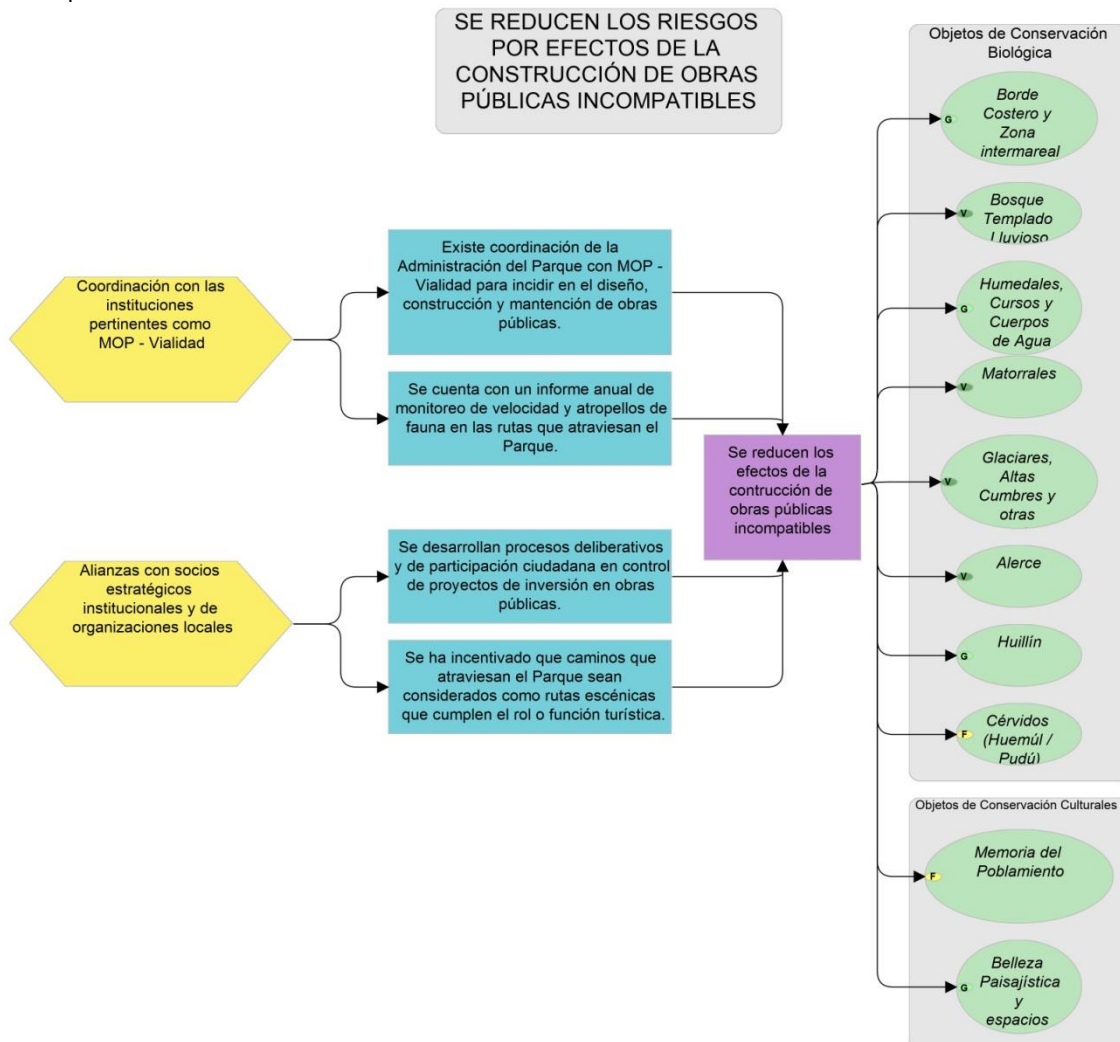 SE REDUCEN LOS RIESGOS
POR EFECTOS DE LA
CONSTRUCCIÓN DE OBRAS
PÚBLICAS INCOMPATIBLES
Coordinación con las
instituciones
pertinentes como
MOP - Vialidad
Alianzas con socios
estratégicos
institucionales y de
organizaciones locales
Existe coordinación de la
Administración del Parque con MOP -
Vialidad para incidir en el diseño,
construcción y mantención de obras
públicas.
Se cuenta con un informe anual de
monitoreo de velocidad y atropellos de
fauna en las rutas que atraviesan el
Parque.
Se desarrollan procesos deliberativos
y de participación ciudadana en control
de proyectos de inversión en obras
públicas.
Se ha incentivado que caminos que
atraviesan el Parque sean
considerados como rutas escénicas
que cumplen el rol o función turística.
Se reducen los
efectos de la
contrucción de
obras públicas
incompatibles
Objetos de Conservación
Biológica
Borde
Costero y
Zona
intermareal
G
Bosque
Templado
Lluvioso
V
Humedales,
Cursos y
Cuerpos
de Agua
G
Matorrales
V
Glaciares,
Altas
Cumbres y
otras
V
Alerce
V
Huillín
G
Cérvidos
(Huemúl /
Pudú)
F
Objetos de Conservación Culturales
Memoria del
Poblamiento
F
Belleza
Paisajística
y
espacios
G